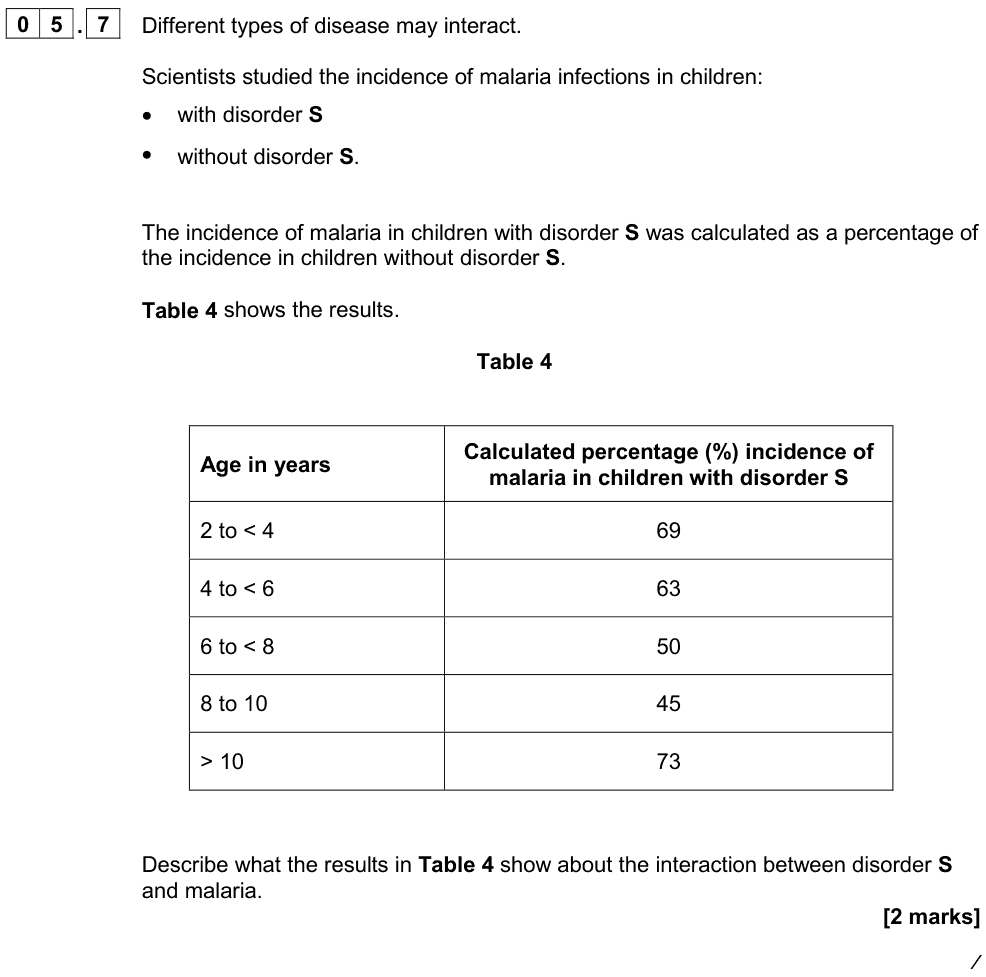 0 5 . 7 Different types of disease may interact.
Scientists studied the incidence of malaria infections in children:
• with disorder S
• without disorder S.
The incidence of malaria in children with disorder S was calculated as a percentage of
the incidence in children without disorder S.
Table 4 shows the results.
Table 4
Age in years
Calculated percentage (%) incidence of
malaria in children with disorder S
2 to < 4 69
4 to < 6 63
6 to < 8 50
8 to 10 45
> 10 73
Describe what the results in Table 4 show about the interaction between disorder S
and malaria.
[2 marks]